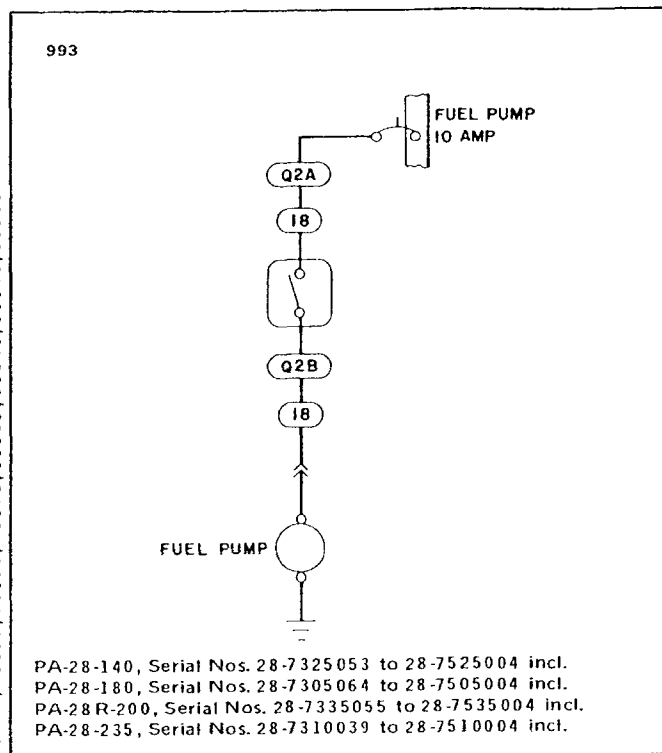 993
FUEL PUMP
10 AMP
Q2A
18
Q2B
18
FUEL PUMP
PA-28-140, Serial Nos. 28-7325053 to 28-7525004 incl.
PA-28-180, Serial Nos. 28-7305064 to 28-7505004 incl.
PA-28R-200, Serial Nos. 28-7335055 to 28-7535004 incl.
PA-28-235, Serial Nos. 28-7310039 to 28-7510004 incl.